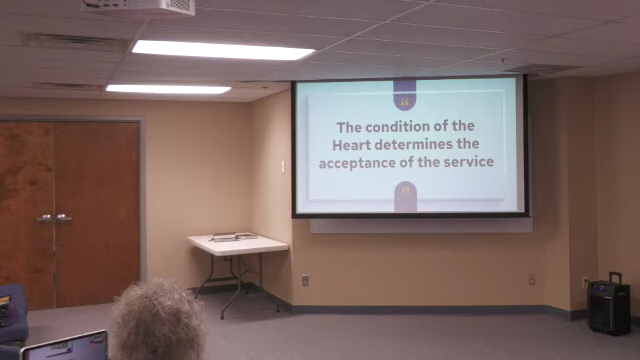 “
The condition of the
Heart determines the
acceptance of the service
”